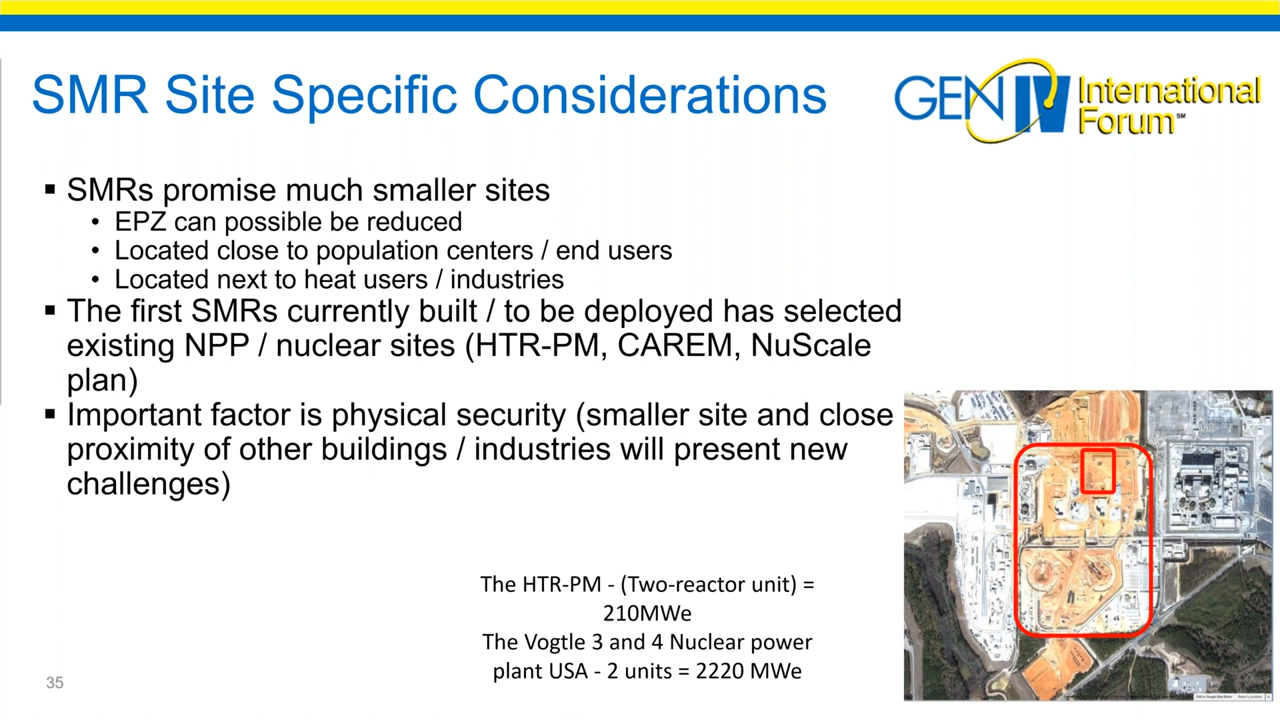 SMR Site Specific Considerations
GEN IV International Forum SM
▪ SMRs promise much smaller sites
• EPZ can possible be reduced
• Located close to population centers / end users
• Located next to heat users / industries
▪ The first SMRs currently built / to be deployed has selected
existing NPP / nuclear sites (HTR-PM, CAREM, NuScale
plan)
▪ Important factor is physical security (smaller site and close
proximity of other buildings / industries will present new
challenges)
The HTR-PM - (Two-reactor unit) =
210MWe
The Vogtle 3 and 4 Nuclear power
plant USA - 2 units = 2220 MWe
35